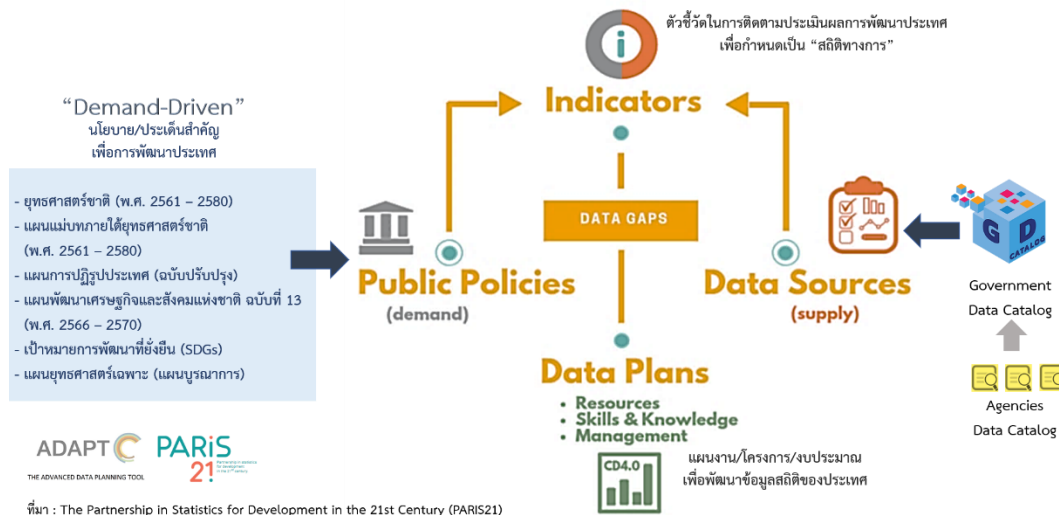 ตัวชี้วัดในการติดตามประเมินผลการพัฒนาประเทศ
เพื่อกำหนดเป็น “สถิติทางการ”
Indicators
“Demand-Driven”
นโยบาย/ประเด็นสำคัญ
เพื่อการพัฒนาประเทศ
- ยุทธศาสตร์ชาติ (พ.ศ. 2561 – 2580)
- แผนแม่บทภายใต้ยุทธศาสตร์ชาติ
(พ.ศ. 2561 – 2580)
- แผนการปฏิรูปประเทศ (ฉบับปรับปรุง)
- แผนพัฒนาเศรษฐกิจและสังคมแห่งชาติ ฉบับที่ 13
(พ.ศ. 2566 – 2570)
- เป้าหมายการพัฒนาที่ยั่งยืน (SDGs)
- แผนยุทธศาสตร์เฉพาะ (แผนบูรณาการ)
DATA GAPS
Public Policies
(demand)
Data Sources
(supply)
G D
CATALOG
Government
Data Catalog
Agencies
Data Catalog
Data Plans
Resources
Skills & Knowledge
Management
CD4.0
แผนงาน/โครงการ/งบประมาณ
เพื่อพัฒนาข้อมูลสถิติของประเทศ
ADAPT
THE ADVANCED DATA PLANNING TOOL
PARIS
21
Partnership in statistics
for development
in the 21st century
ที่มา : The Partnership in Statistics for Development in the 21st Century (PARIS21)